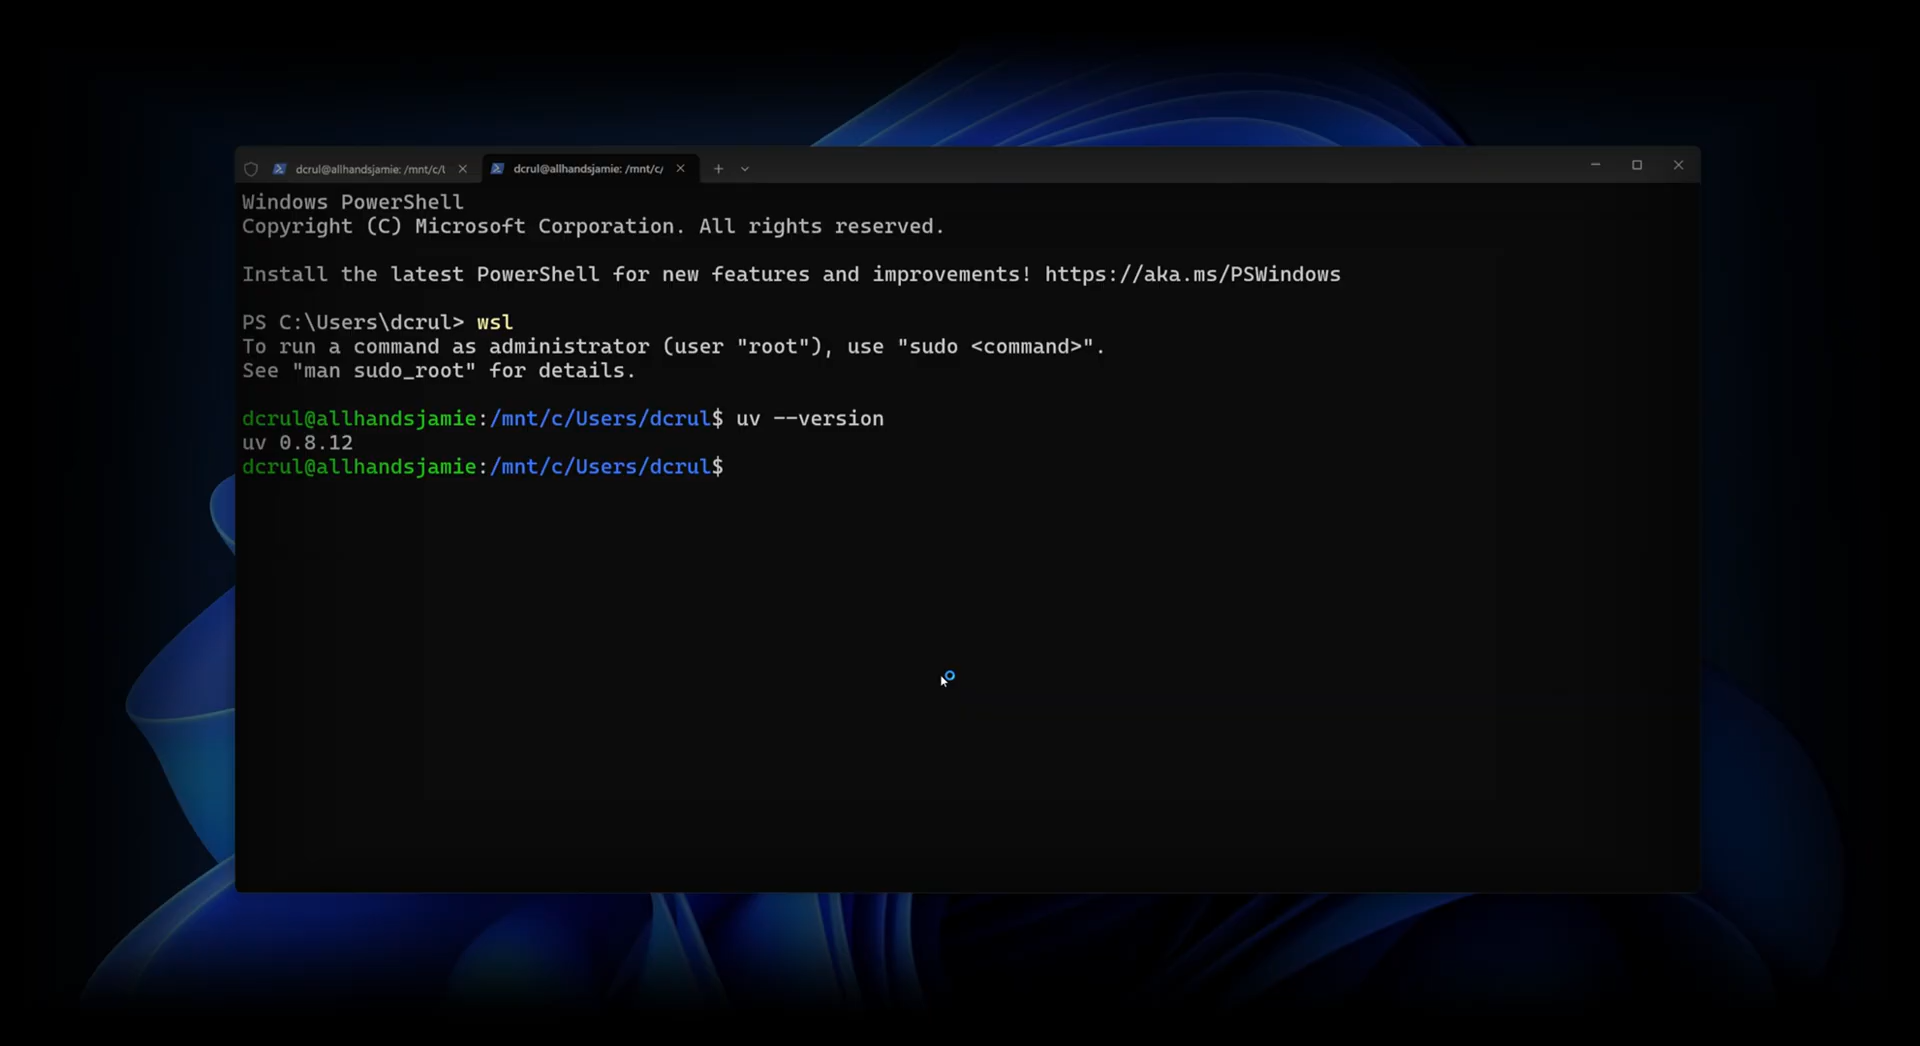 dcrul@allhandsjamie: /mnt/c/l
dcrul@allhandsjamie: /mnt/c/
Windows PowerShell
Copyright (C) Microsoft Corporation. All rights reserved.
Install the latest PowerShell for new features and improvements! https://aka.ms/PSWindows
PS C:\Users\dcrul> wsl
To run a command as administrator (user "root"), use "sudo <command>".
See "man sudo_root" for details.
dcrul@allhandsjamie:/mnt/c/Users/dcrul$ uv --version
uv 0.8.12
dcrul@allhandsjamie:/mnt/c/Users/dcrul$